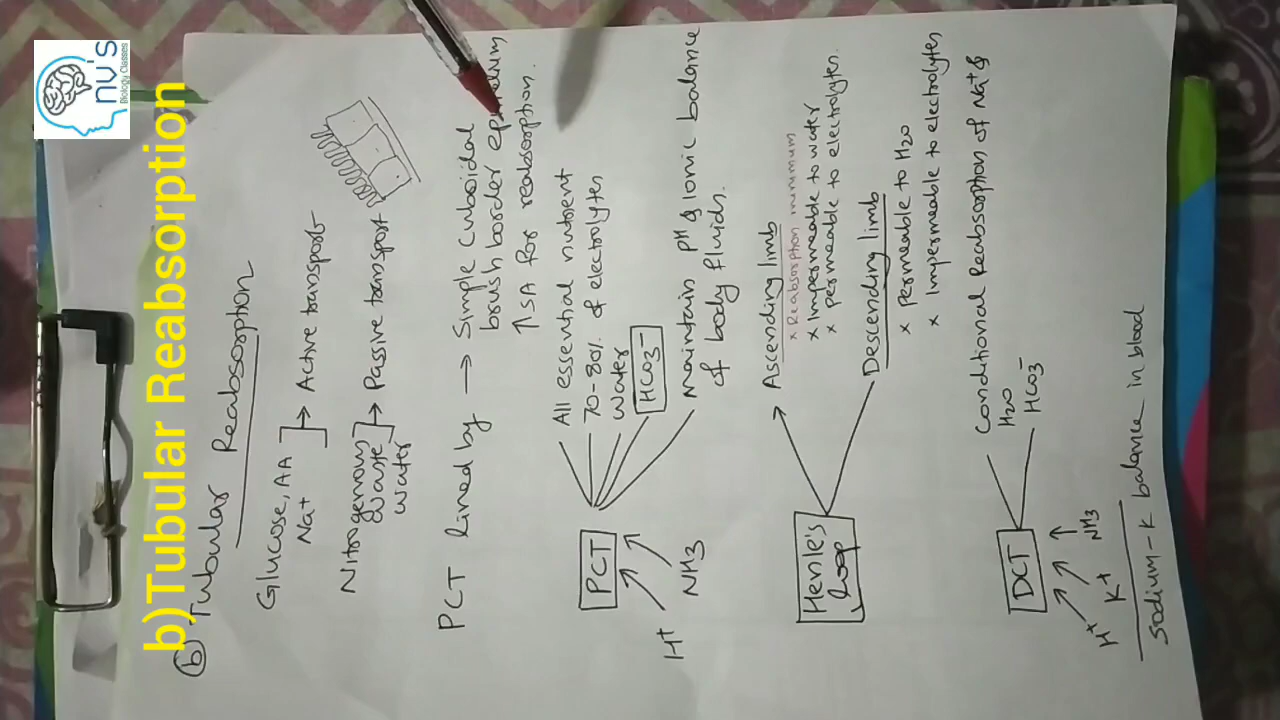 NV'S
Biology Classes
b)Tubular Reabsorption
(b) Tubular Reabsorption
Glucose, AA
Na+
→ Active transport
Nitrogenous
waste
water
→ Passive transport
PCT lined by → Simple cuboidal
brush border epithelium
↑SA for reabsorption.
PCT
All essential nutrient
70-80% of electrolytes
water
HCO3-
maintain pH & ionic balance
of body fluids.
H+
NH3
Henle's
loop
Ascending limb
x Reabsorption minimum
x Impermeable to water
x permeable to electrolytes.
Descending limb
x permeable to H2O
x Impermeable to electrolytes
DCT
conditional Reabsorption of Na+ &
H2O
HCO3-
H+
K+
NH3
Sodium-K balance in blood